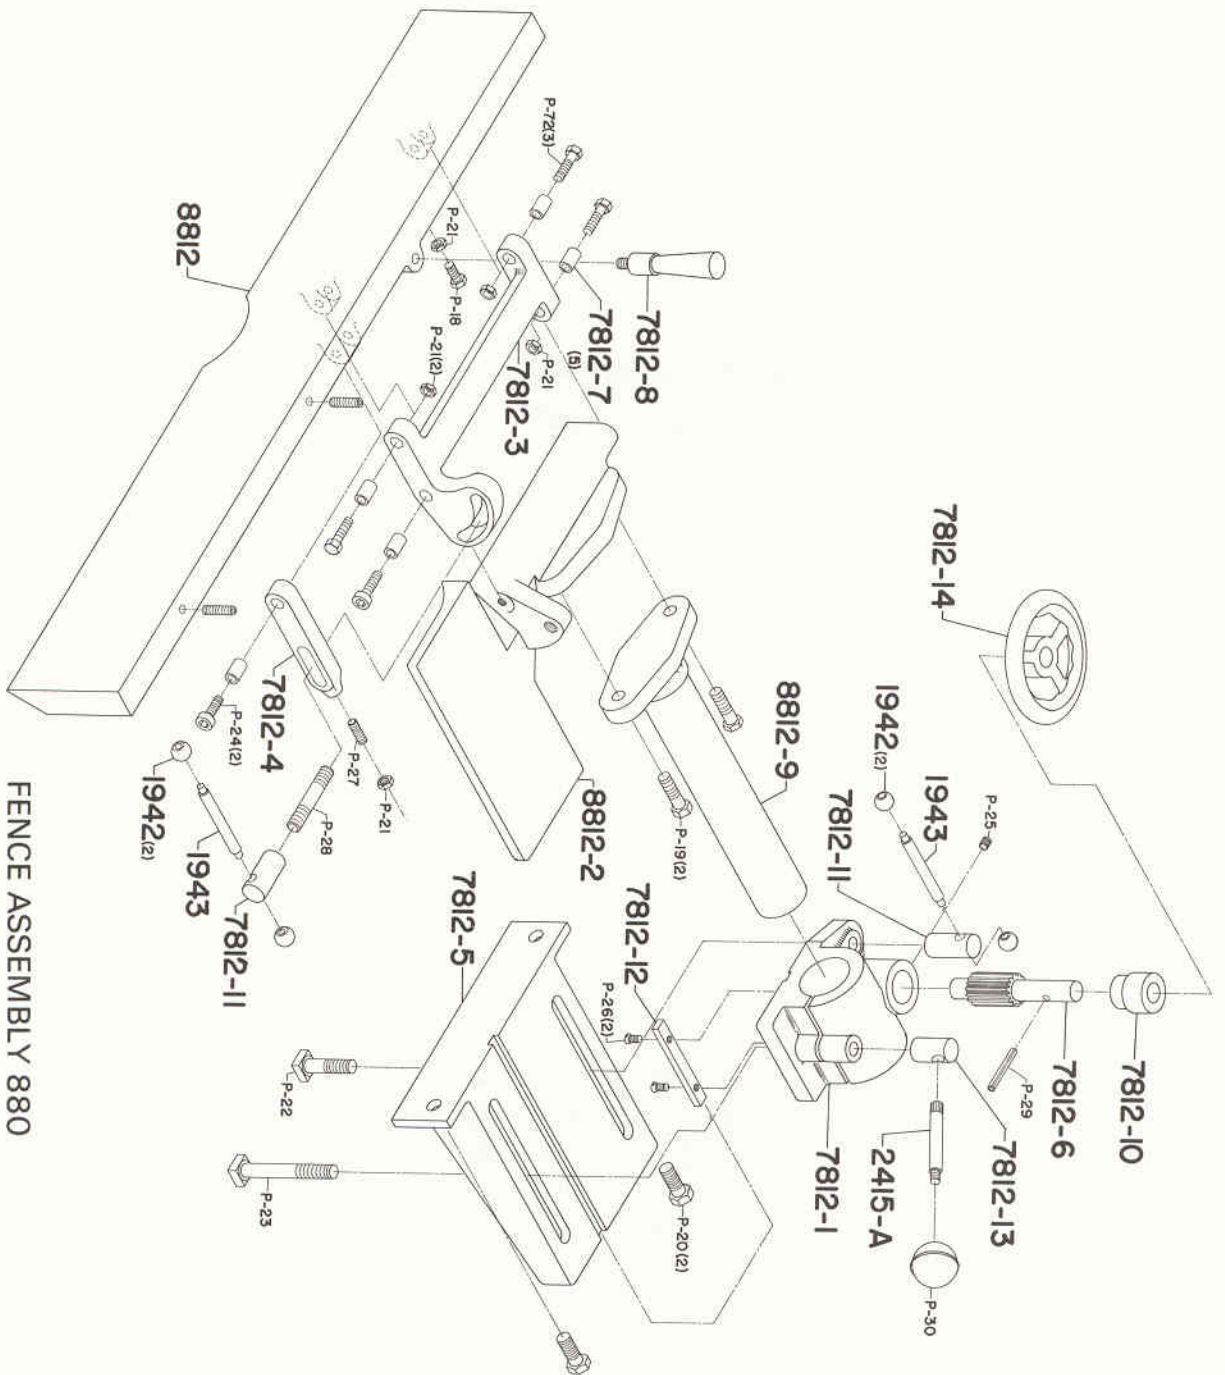 8812
P-72(3)
P-21
P-18
P-21(2)
7812-3
P-21
7812-7
(5)
7812-8
7812-14
1942(2)
1943
P-25
7812-11
8812-9
P-19(2)
8812-2
7812-4
P-24(2)
P-27
P-21
P-28
1942(2)
1943
7812-11
7812-5
7812-12
P-26(2)
P-22
P-23
P-20(2)
7812-1
2415-A
7812-13
P-29
7812-6
7812-10
P-30
FENCE ASSEMBLY 880